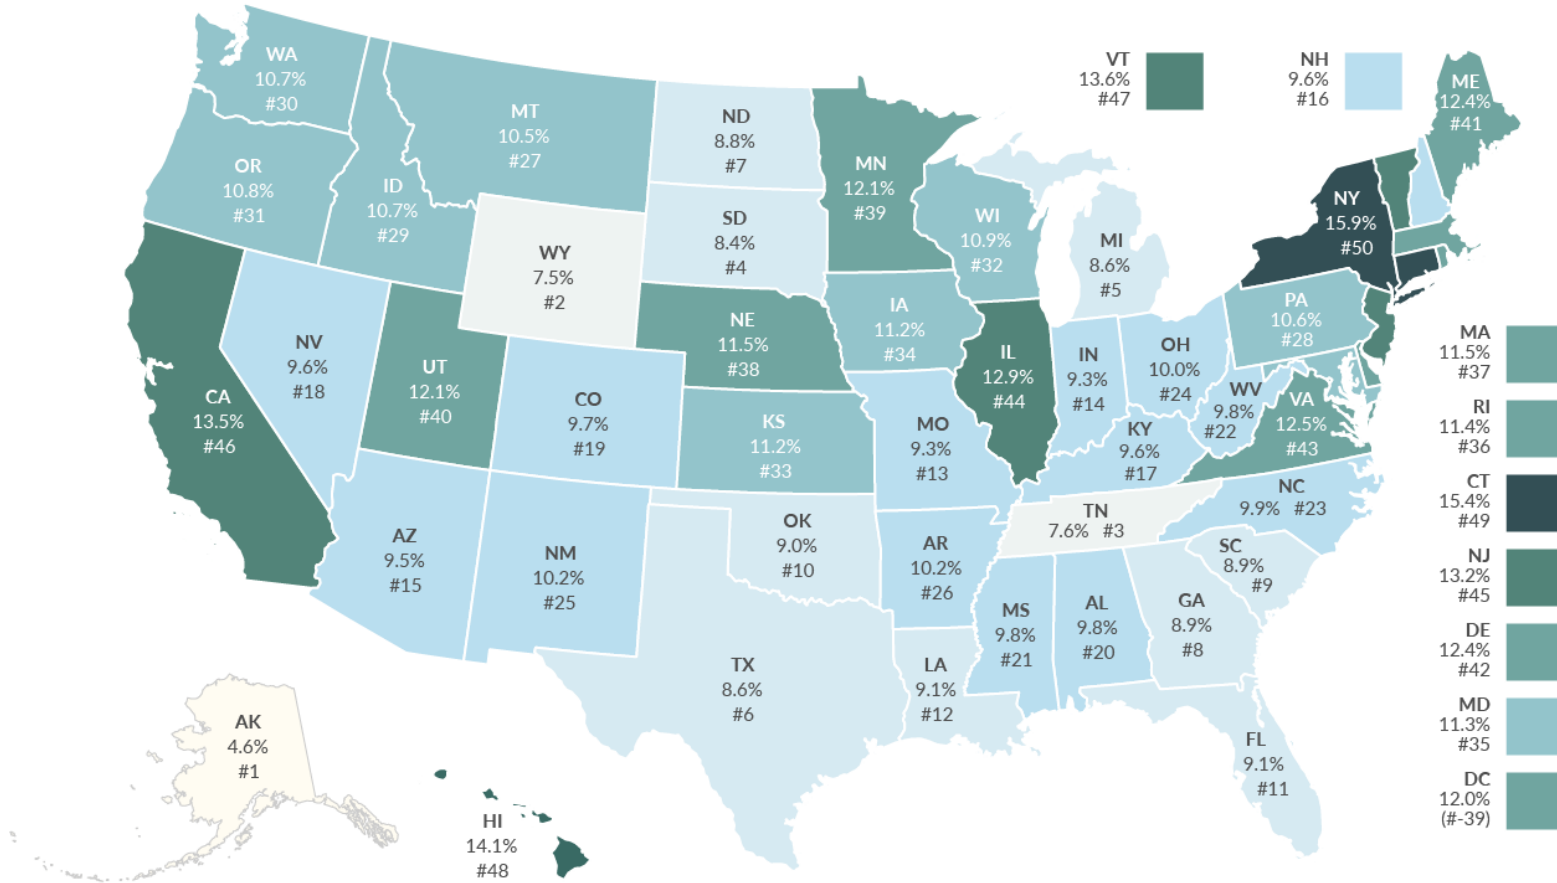 WA
10.7%
#30
OR
10.8%
#31
ID
10.7%
#29
MT
10.5%
#27
ND
8.8%
#7
SD
8.4%
#4
WY
7.5%
#2
MN
12.1%
#39
WI
10.9%
#32
MI
8.6%
#5
VT
13.6%
#47
NH
9.6%
#16
ME
12.4%
#41
NY
15.9%
#50
PA
10.6%
#28
CA
13.5%
#46
NV
9.6%
#18
UT
12.1%
#40
CO
9.7%
#19
NE
11.5%
#38
KS
11.2%
#33
IA
11.2%
#34
MO
9.3%
#13
IL
12.9%
#44
IN
9.3%
#14
OH
10.0%
#24
WV
9.8%
#22
VA
12.5%
#43
KY
9.6%
#17
TN
7.6% #3
NC
9.9% #23
SC
8.9%
#9
AZ
9.5%
#15
NM
10.2%
#25
OK
9.0%
#10
TX
8.6%
#6
AR
10.2%
#26
LA
9.1%
#12
MS
9.8%
#21
AL
9.8%
#20
GA
8.9%
#8
FL
9.1%
#11
AK
4.6%
#1
HI
14.1%
#48
MA
11.5%
#37
RI
11.4%
#36
CT
15.4%
#49
NJ
13.2%
#45
DE
12.4%
#42
MD
11.3%
#35
DC
12.0%
(#-39)